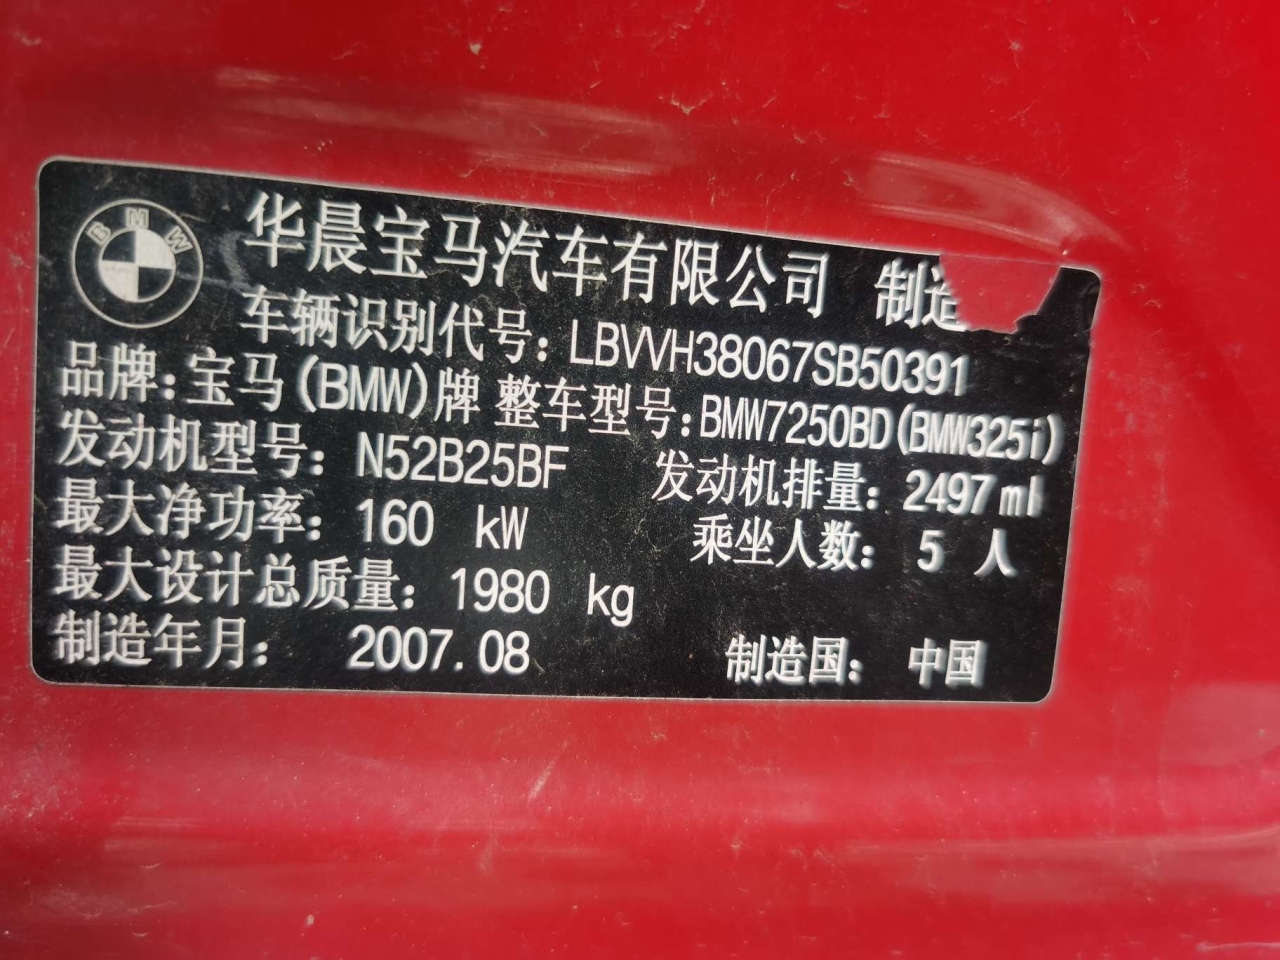 BMW
华晨宝马汽车有限公司 制造
车辆识别代号: LBVVH38067SB50391
品牌:宝马(BMW)牌 整车型号:BMW7250BD(BMW325i)
发动机型号: N52B25BF 发动机排量: 2497ml
最大净功率: 160 kW 乘坐人数: 5 人
最大设计总质量: 1980 kg
制造年月: 2007.08 制造国: 中国